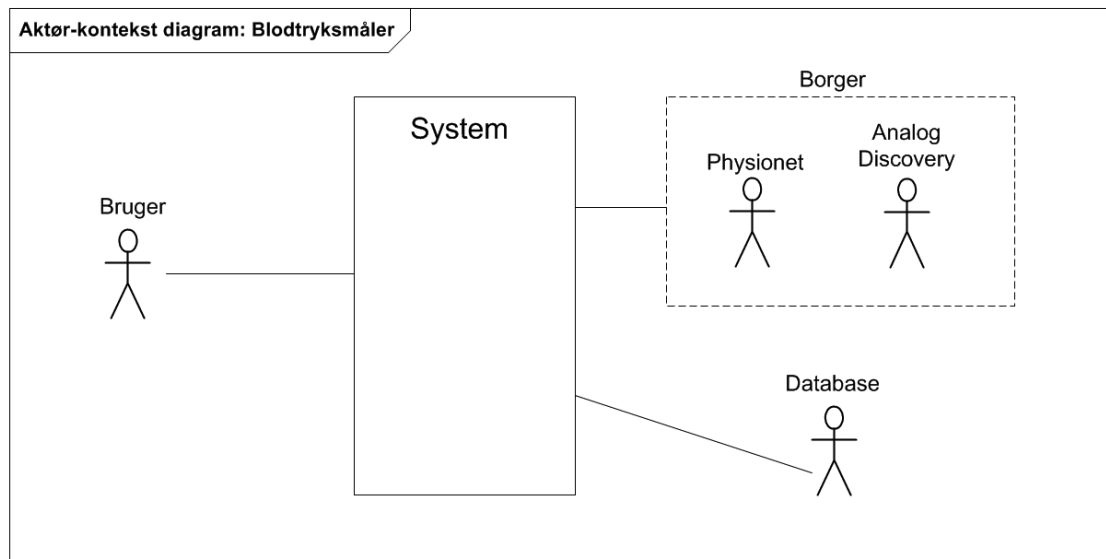 Aktør-kontekst diagram: Blodtryksmåler
System
Borger
Physionet
Analog
Discovery
Bruger
Database